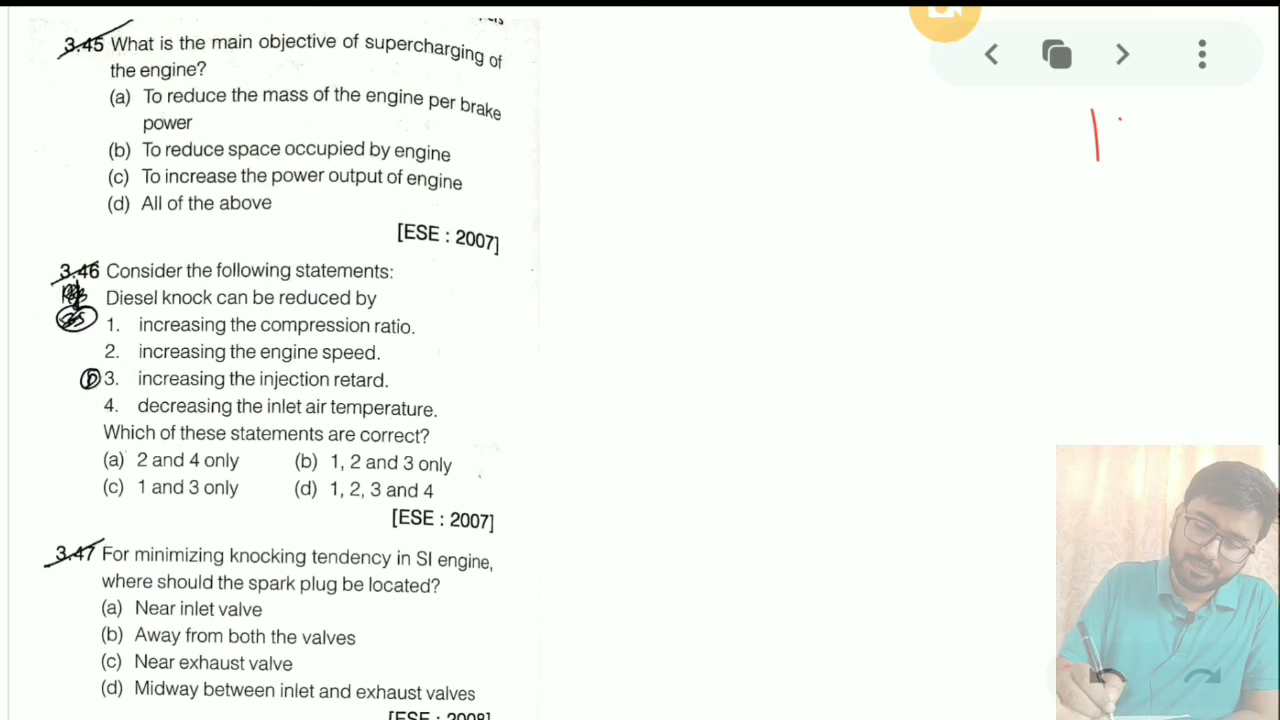 3.45 What is the main objective of supercharging of
the engine?
(a) To reduce the mass of the engine per brake
power
(b) To reduce space occupied by engine
(c) To increase the power output of engine
(d) All of the above
[ESE : 2007]
3.46 Consider the following statements:
Diesel knock can be reduced by
1. increasing the compression ratio.
2. increasing the engine speed.
3. increasing the injection retard.
4. decreasing the inlet air temperature.
Which of these statements are correct?
(a) 2 and 4 only (b) 1, 2 and 3 only
(c) 1 and 3 only (d) 1, 2, 3 and 4
[ESE : 2007]
3.47 For minimizing knocking tendency in SI engine,
where should the spark plug be located?
(a) Near inlet valve
(b) Away from both the valves
(c) Near exhaust valve
(d) Midway between inlet and exhaust valves
[ESE : 2008]